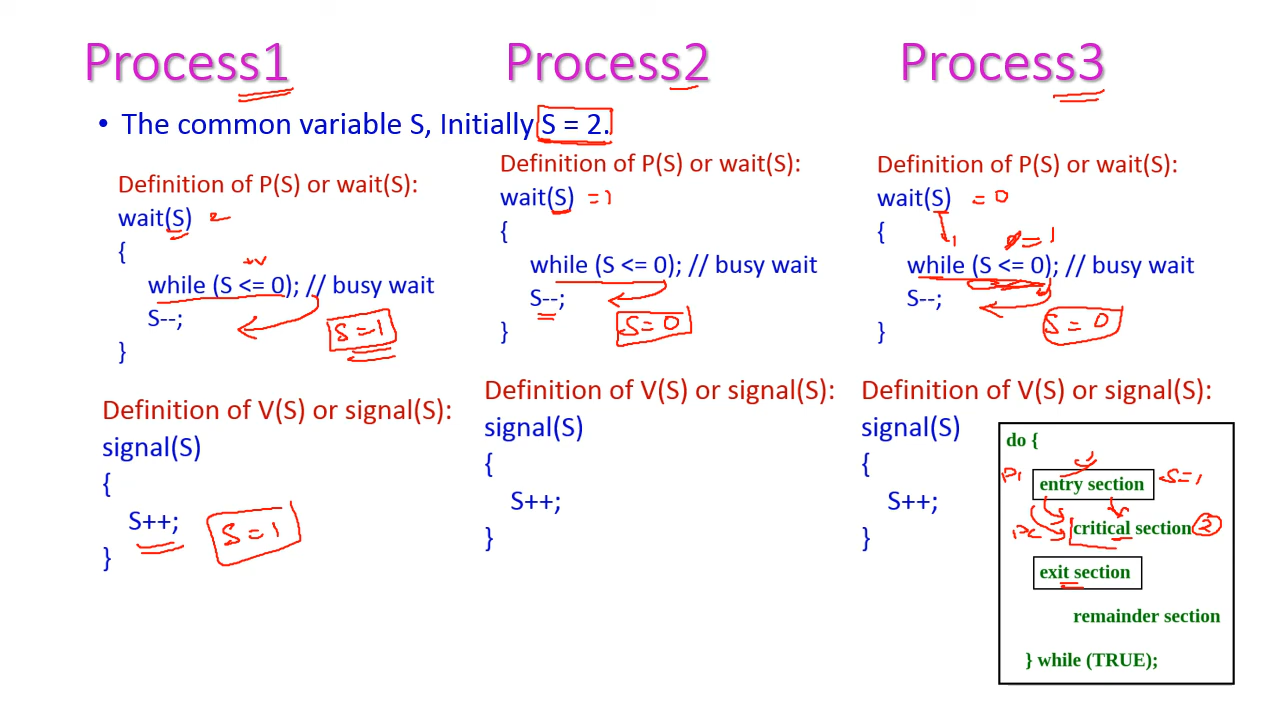 Process1
Process2
Process3
• The common variable S, Initially S = 2.
Definition of P(S) or wait(S):
wait(S)
{
while (S <= 0); // busy wait
S--;
S=1
}
Definition of V(S) or signal(S):
signal(S)
{
S++;
S=1
}
Definition of P(S) or wait(S):
wait(S) =1
{
while (S <= 0); // busy wait
S--;
S=0
}
Definition of V(S) or signal(S):
signal(S)
{
S++;
}
Definition of P(S) or wait(S):
wait(S) =0
{
=1
while (S <= 0); // busy wait
S--;
S=0
}
Definition of V(S) or signal(S):
signal(S)
{
S++;
}
do {
P1 entry section S=1
critical section 2
exit section
remainder section
} while (TRUE);